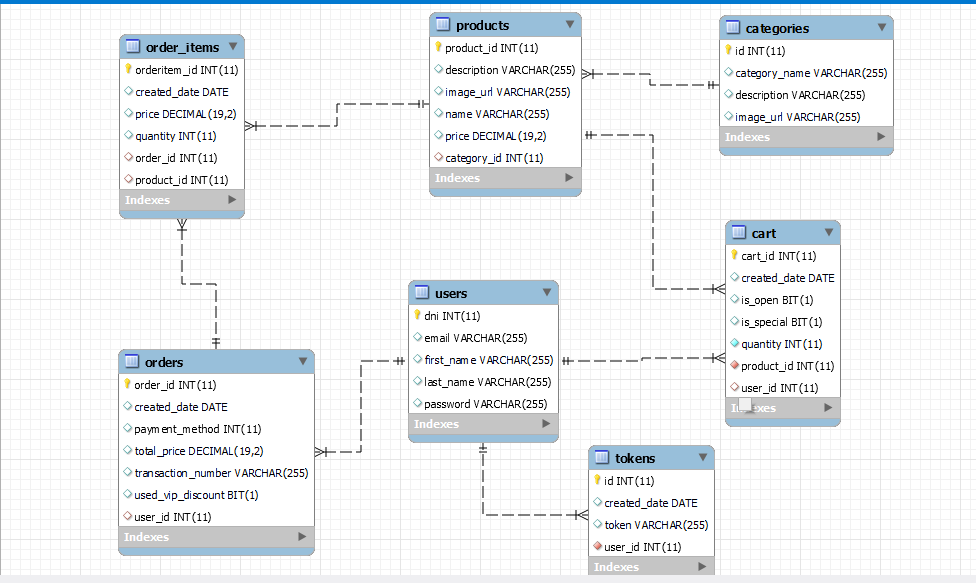 order_items
orderitem_id INT(11)
created_date DATE
price DECIMAL(19,2)
quantity INT(11)
order_id INT(11)
product_id INT(11)
Indexes
products
product_id INT(11)
description VARCHAR(255)
image_url VARCHAR(255)
name VARCHAR(255)
price DECIMAL(19,2)
category_id INT(11)
Indexes
categories
id INT(11)
category_name VARCHAR(255)
description VARCHAR(255)
image_url VARCHAR(255)
Indexes
cart
cart_id INT(11)
created_date DATE
is_open BIT(1)
is_special BIT(1)
quantity INT(11)
product_id INT(11)
user_id INT(11)
users
dni INT(11)
email VARCHAR(255)
first_name VARCHAR(255)
last_name VARCHAR(255)
password VARCHAR(255)
Indexes
orders
order_id INT(11)
created_date DATE
payment_method INT(11)
total_price DECIMAL(19,2)
transaction_number VARCHAR(255)
used_vip_discount BIT(1)
user_id INT(11)
Indexes
tokens
id INT(11)
created_date DATE
token VARCHAR(255)
user_id INT(11)
Indexes